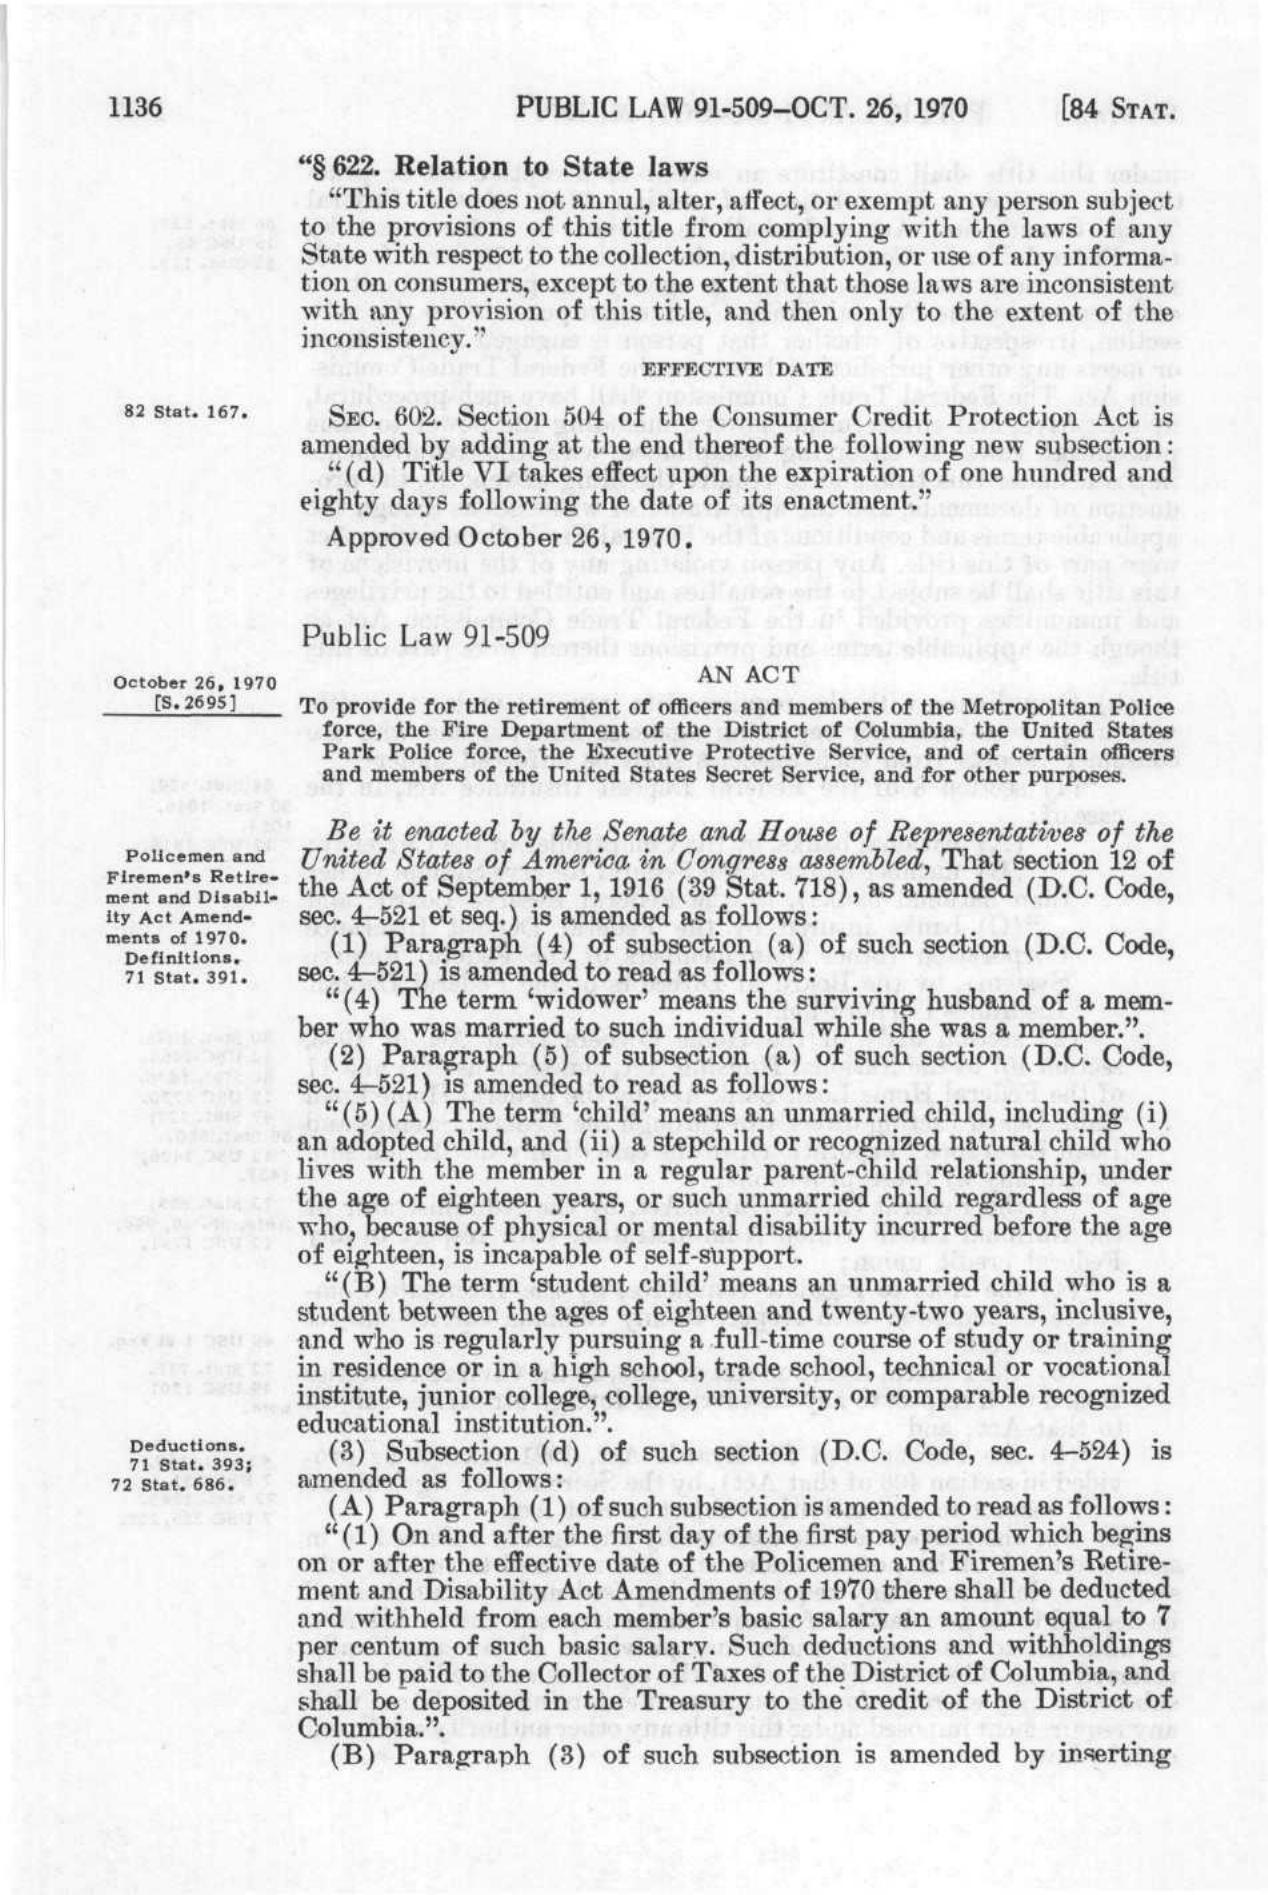 1136 PUBLIC LAW 91-509–OCT. 26, 1970 [84 STAT.
“§ 622. Relation to State laws
“This title does not annul, alter, affect, or exempt any person subject
to the provisions of this title from complying with the laws of any
State with respect to the collection, distribution, or use of any informa-
tion on consumers, except to the extent that those laws are inconsistent
with any provision of this title, and then only to the extent of the
inconsistency.”
EFFECTIVE DATE
82 Stat. 167.
SEC. 602. Section 504 of the Consumer Credit Protection Act is
amended by adding at the end thereof the following new subsection:
“(d) Title VI takes effect upon the expiration of one hundred and
eighty days following the date of its enactment.”
Approved October 26, 1970.
Public Law 91-509
October 26, 1970
[S. 2695]
AN ACT
To provide for the retirement of officers and members of the Metropolitan Police
force, the Fire Department of the District of Columbia, the United States
Park Police force, the Executive Protective Service, and of certain officers
and members of the United States Secret Service, and for other purposes.
Policemen and
Firemen's Retire-
ment and Disabil-
ity Act Amend-
ments of 1970.
Definitions.
71 Stat. 391.
Be it enacted by the Senate and House of Representatives of the
United States of America in Congress assembled, That section 12 of
the Act of September 1, 1916 (39 Stat. 718), as amended (D.C. Code,
sec. 4–521 et seq.) is amended as follows:
(1) Paragraph (4) of subsection (a) of such section (D.C. Code,
sec. 4–521) is amended to read as follows:
“(4) The term ‘widower’ means the surviving husband of a mem-
ber who was married to such individual while she was a member.”.
(2) Paragraph (5) of subsection (a) of such section (D.C. Code,
sec. 4–521) is amended to read as follows:
“(5) (A) The term ‘child’ means an unmarried child, including (i)
an adopted child, and (ii) a stepchild or recognized natural child who
lives with the member in a regular parent-child relationship, under
the age of eighteen years, or such unmarried child regardless of age
who, because of physical or mental disability incurred before the age
of eighteen, is incapable of self-support.
“(B) The term ‘student child’ means an unmarried child who is a
student between the ages of eighteen and twenty-two years, inclusive,
and who is regularly pursuing a full-time course of study or training
in residence or in a high school, trade school, technical or vocational
institute, junior college, college, university, or comparable recognized
educational institution.”.
Deductions.
71 Stat. 393;
72 Stat. 686.
(3) Subsection (d) of such section (D.C. Code, sec. 4–524) is
amended as follows:
(A) Paragraph (1) of such subsection is amended to read as follows:
“(1) On and after the first day of the first pay period which begins
on or after the effective date of the Policemen and Firemen's Retire-
ment and Disability Act Amendments of 1970 there shall be deducted
and withheld from each member's basic salary an amount equal to 7
per centum of such basic salary. Such deductions and withholdings
shall be paid to the Collector of Taxes of the District of Columbia, and
shall be deposited in the Treasury to the credit of the District of
Columbia.”.
(B) Paragraph (3) of such subsection is amended by inserting